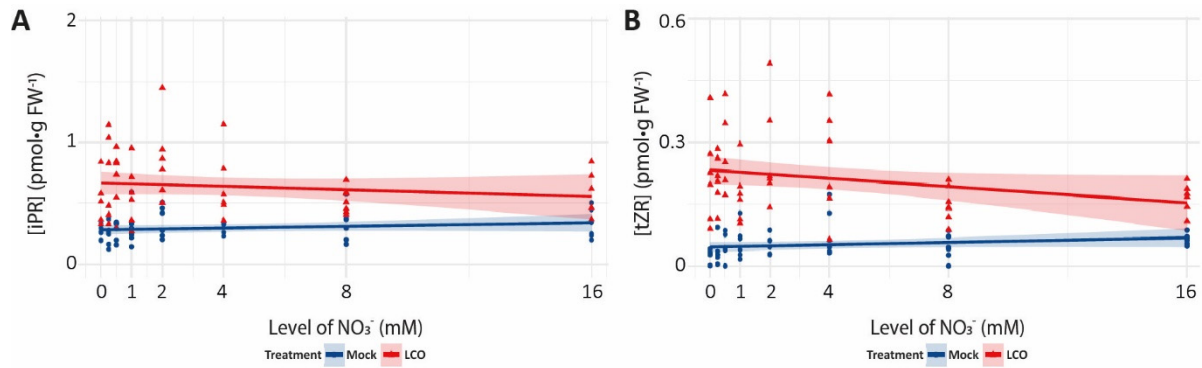 A
[iPR] (pmol•g FW⁻¹)
2
1
0
0 1 2 4 8 16
Level of NO₃⁻ (mM)
Treatment Mock LCO
B
[tZR] (pmol•g FW⁻¹)
0.6
0.3
0
0 1 2 4 8 16
Level of NO₃⁻ (mM)
Treatment Mock LCO